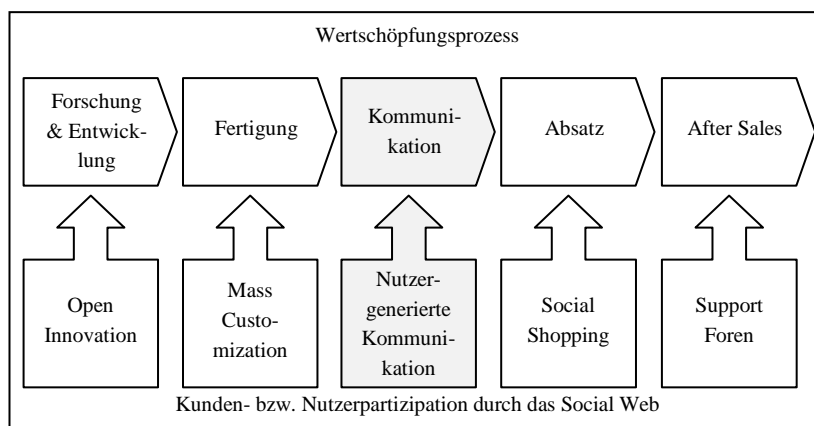 Wertschöpfungsprozess
Forschung
& Entwick-
lung
Fertigung
Kommuni-
kation
Absatz
After Sales
Open
Innovation
Mass
Custo-
mization
Nutzer-
generierte
Kommuni-
kation
Social
Shopping
Support
Foren
Kunden- bzw. Nutzerpartizipation durch das Social Web